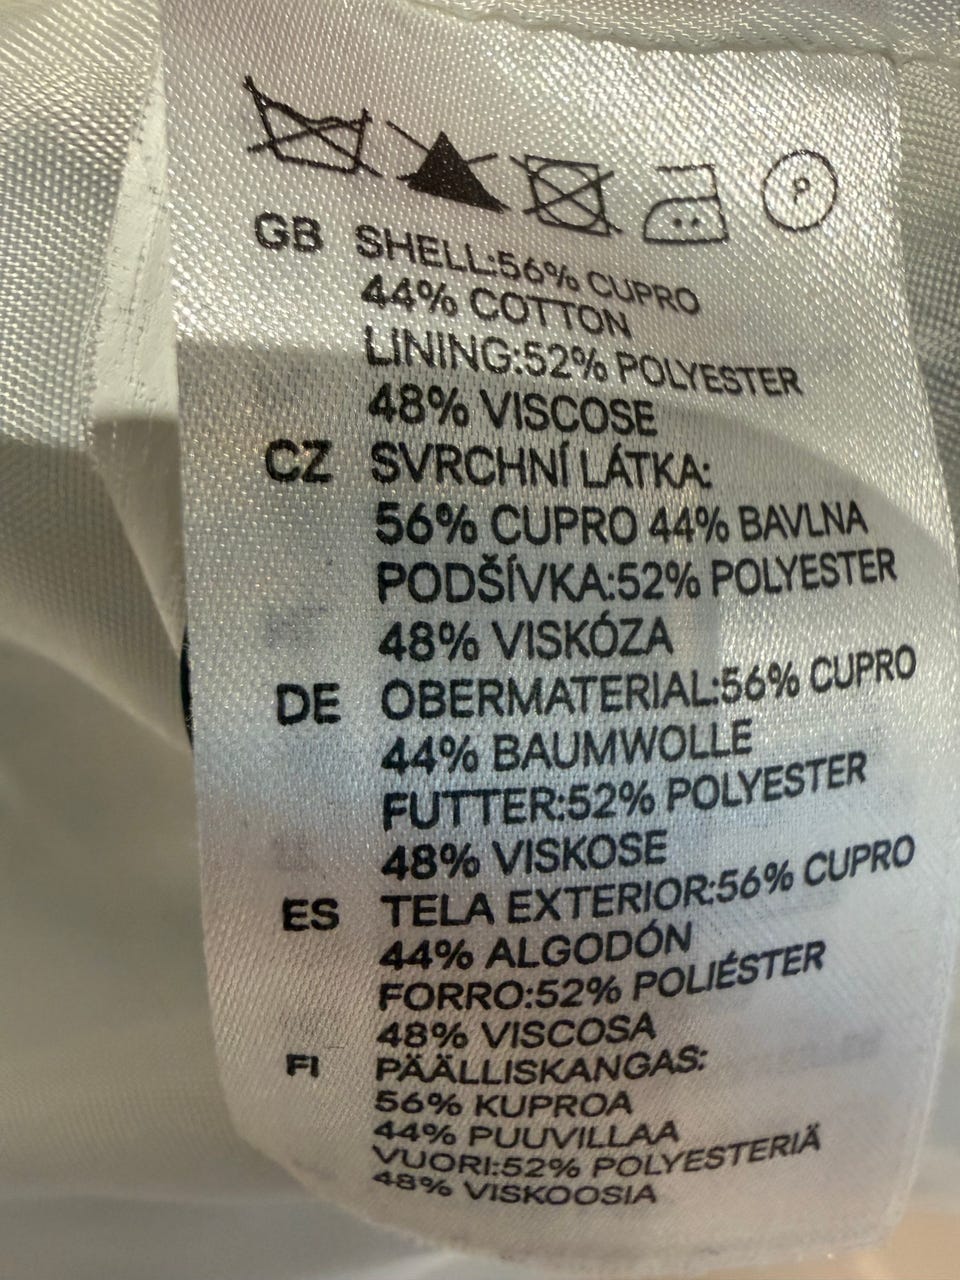 P
GB SHELL:56% CUPRO
44% COTTON
LINING:52% POLYESTER
48% VISCOSE
CZ SVRCHNÍ LÁTKA:
56% CUPRO 44% BAVLNA
PODŠÍVKA:52% POLYESTER
48% VISKÓZA
DE OBERMATERIAL:56% CUPRO
44% BAUMWOLLE
FUTTER:52% POLYESTER
48% VISKOSE
ES TELA EXTERIOR:56% CUPRO
44% ALGODÓN
FORRO:52% POLIÉSTER
48% VISCOSA
FI PÄÄLLISKANGAS:
56% KUPROA
44% PUUVILLAA
VUORI:52% POLYESTERIÄ
48% VISKOOSIA